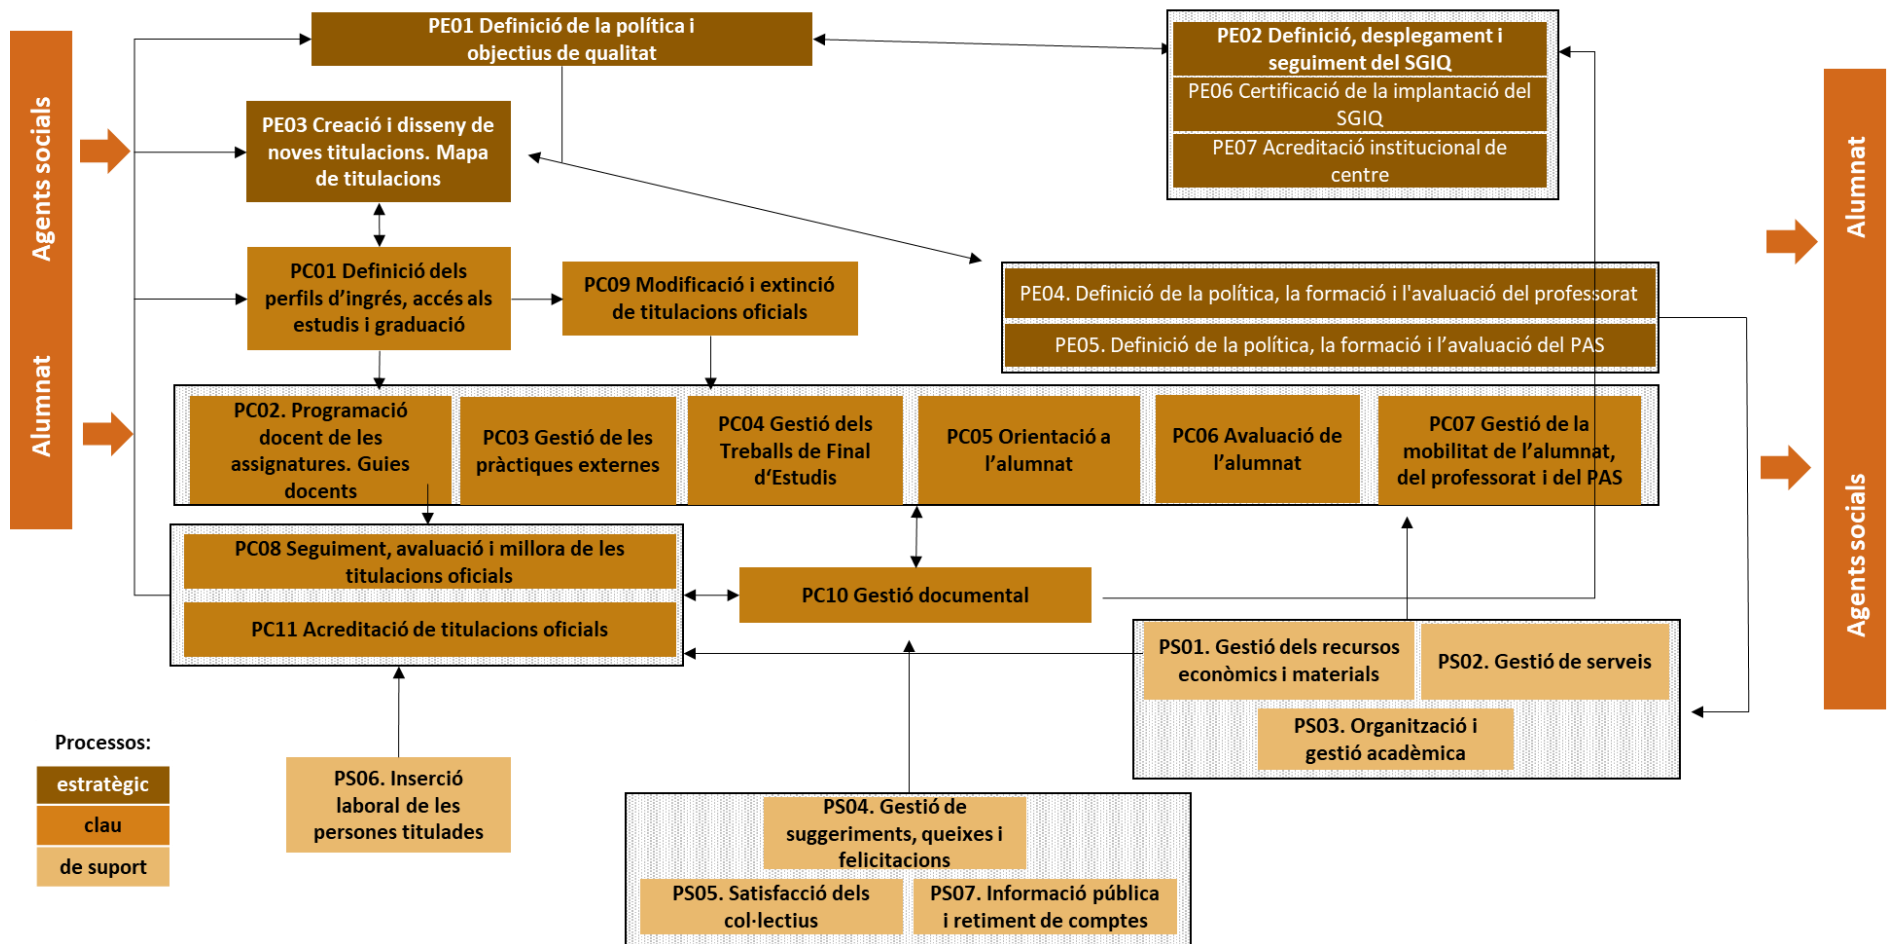 Agents socials
Alumnat
PE01 Definició de la política i
objectius de qualitat
PE02 Definició, desplegament i
seguiment del SGIQ
PE06 Certificació de la implantació del
SGIQ
PE07 Acreditació institucional de
centre
PE03 Creació i disseny de
noves titulacions. Mapa
de titulacions
PC01 Definició dels
perfils d’ingrés, accés als
estudis i graduació
PC09 Modificació i extinció
de titulacions oficials
PE04. Definició de la política, la formació i l'avaluació del professorat
PE05. Definició de la política, la formació i l’avaluació del PAS
PC02. Programació
docent de les
assignatures. Guies
docents
PC03 Gestió de les
pràctiques externes
PC04 Gestió dels
Treballs de Final
d‘Estudis
PC05 Orientació a
l’alumnat
PC06 Avaluació de
l’alumnat
PC07 Gestió de la
mobilitat de l’alumnat,
del professorat i del PAS
PC08 Seguiment, avaluació i millora de les
titulacions oficials
PC11 Acreditació de titulacions oficials
PC10 Gestió documental
PS01. Gestió dels recursos
econòmics i materials
PS02. Gestió de serveis
PS03. Organització i
gestió acadèmica
PS06. Inserció
laboral de les
persones titulades
PS04. Gestió de
suggeriments, queixes i
felicitacions
PS05. Satisfacció dels
col·lectius
PS07. Informació pública
i retiment de comptes
Processos:
estratègic
clau
de suport
Alumnat
Agents socials